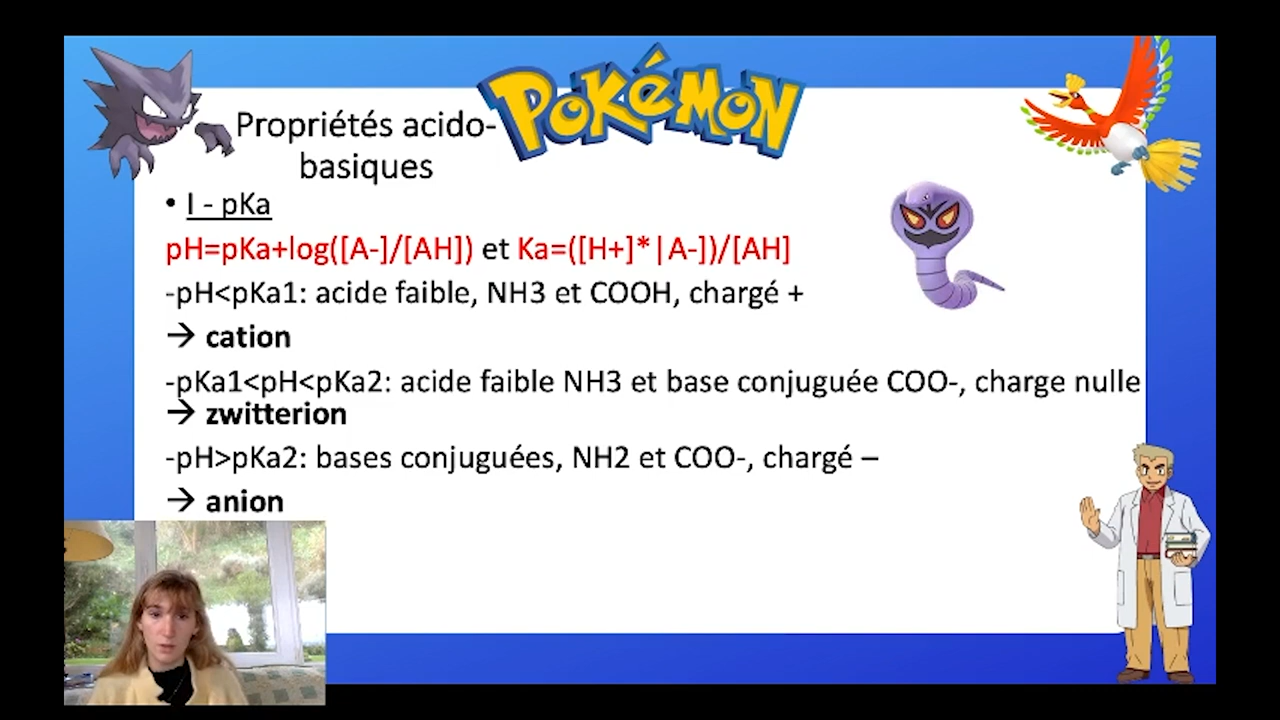 POKéMON
Propriétés acido-
basiques
• I - pKa
pH=pKa+log([A-]/[AH]) et Ka=([H+]*|A-])/[AH]
-pH<pKa1: acide faible, NH3 et COOH, chargé +
→ cation
-pKa1<pH<pKa2: acide faible NH3 et base conjuguée COO-, charge nulle
→ zwitterion
-pH>pKa2: bases conjuguées, NH2 et COO-, chargé –
→ anion